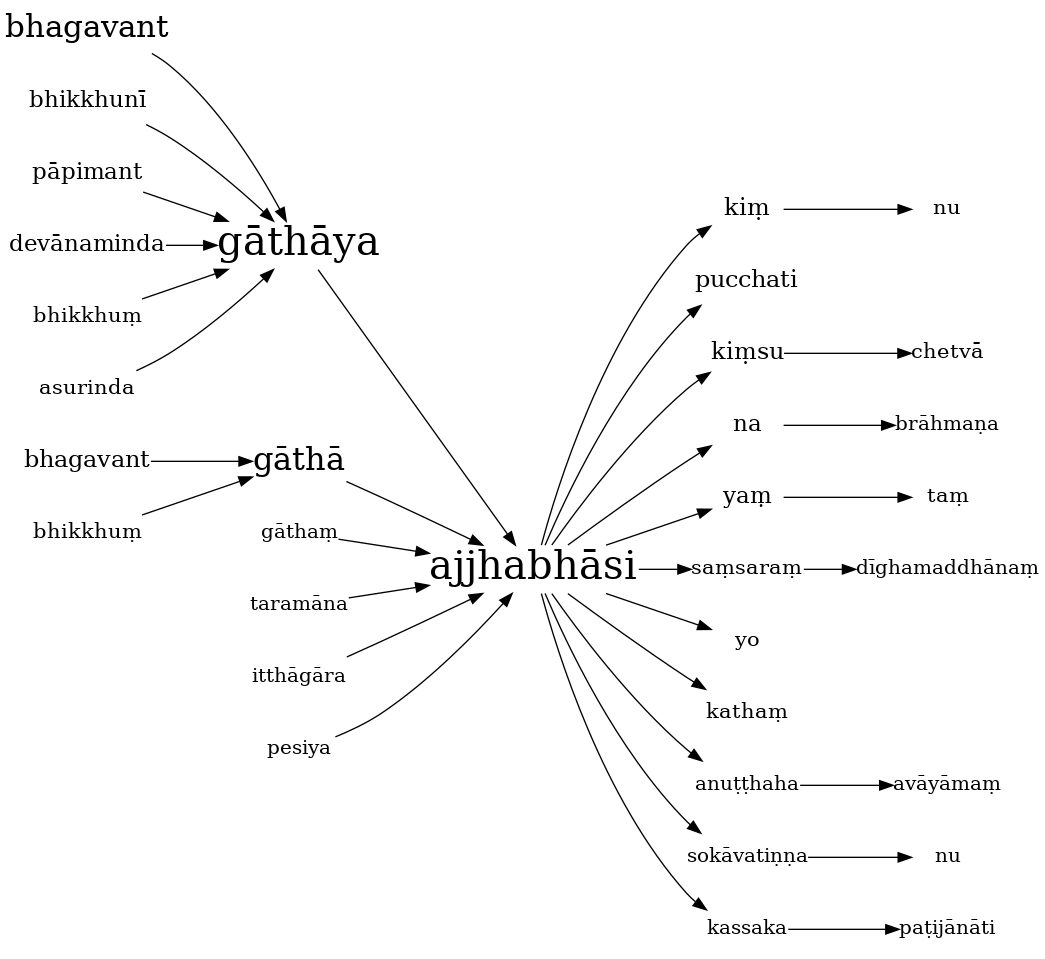 bhagavant
bhikkhunī
pāpimant
devānaminda
bhikkhuṃ
asurinda
gāthāya
bhagavant
bhikkhuṃ
gāthā
gāthaṃ
taramāna
itthāgāra
pesiya
ajjhabhāsi
kiṃ
nu
pucchati
kiṃsu
chetvā
na
brāhmaṇa
yaṃ
taṃ
saṃsaraṃ
dīghamaddhānaṃ
yo
kathaṃ
anuṭṭhaha
avāyāmaṃ
sokāvatiṇṇa
nu
kassaka
paṭijānāti